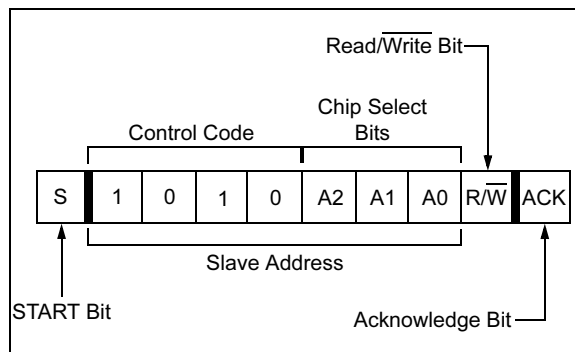 Read/Write Bit
Chip Select
Bits
Control Code
S 1 0 1 0 A2 A1 A0 R/W ACK
Slave Address
START Bit
Acknowledge Bit